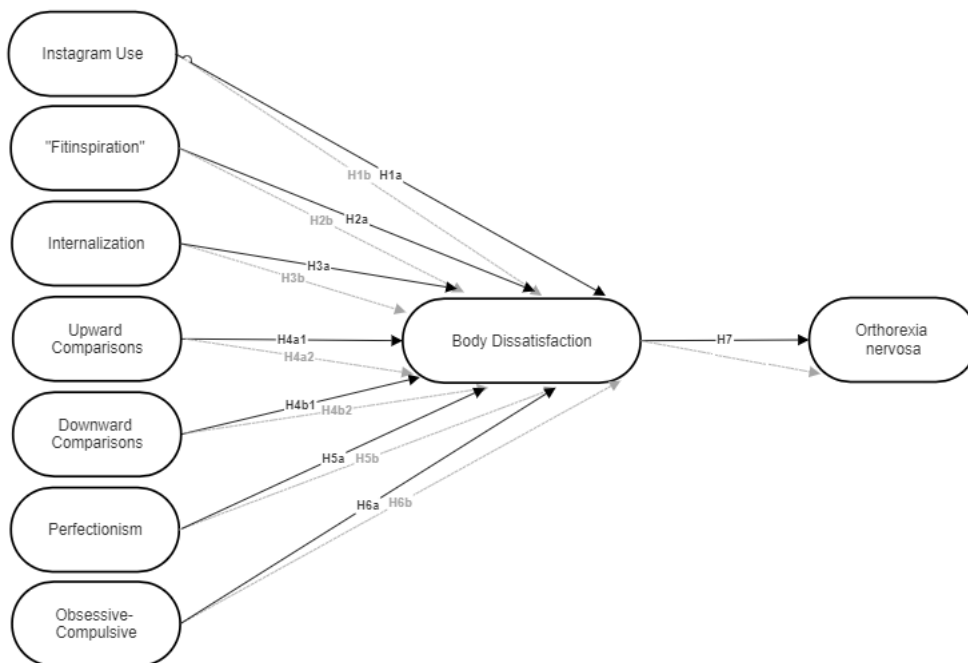 Instagram Use
"Fitinspiration"
Internalization
Upward
Comparisons
Downward
Comparisons
Perfectionism
Obsessive-
Compulsive
H1b
H1a
H2b
H2a
H3a
H3b
H4a1
H4a2
H4b1
H4b2
H5a
H5b
H6a
H6b
Body Dissatisfaction
H7
Orthorexia
nervosa